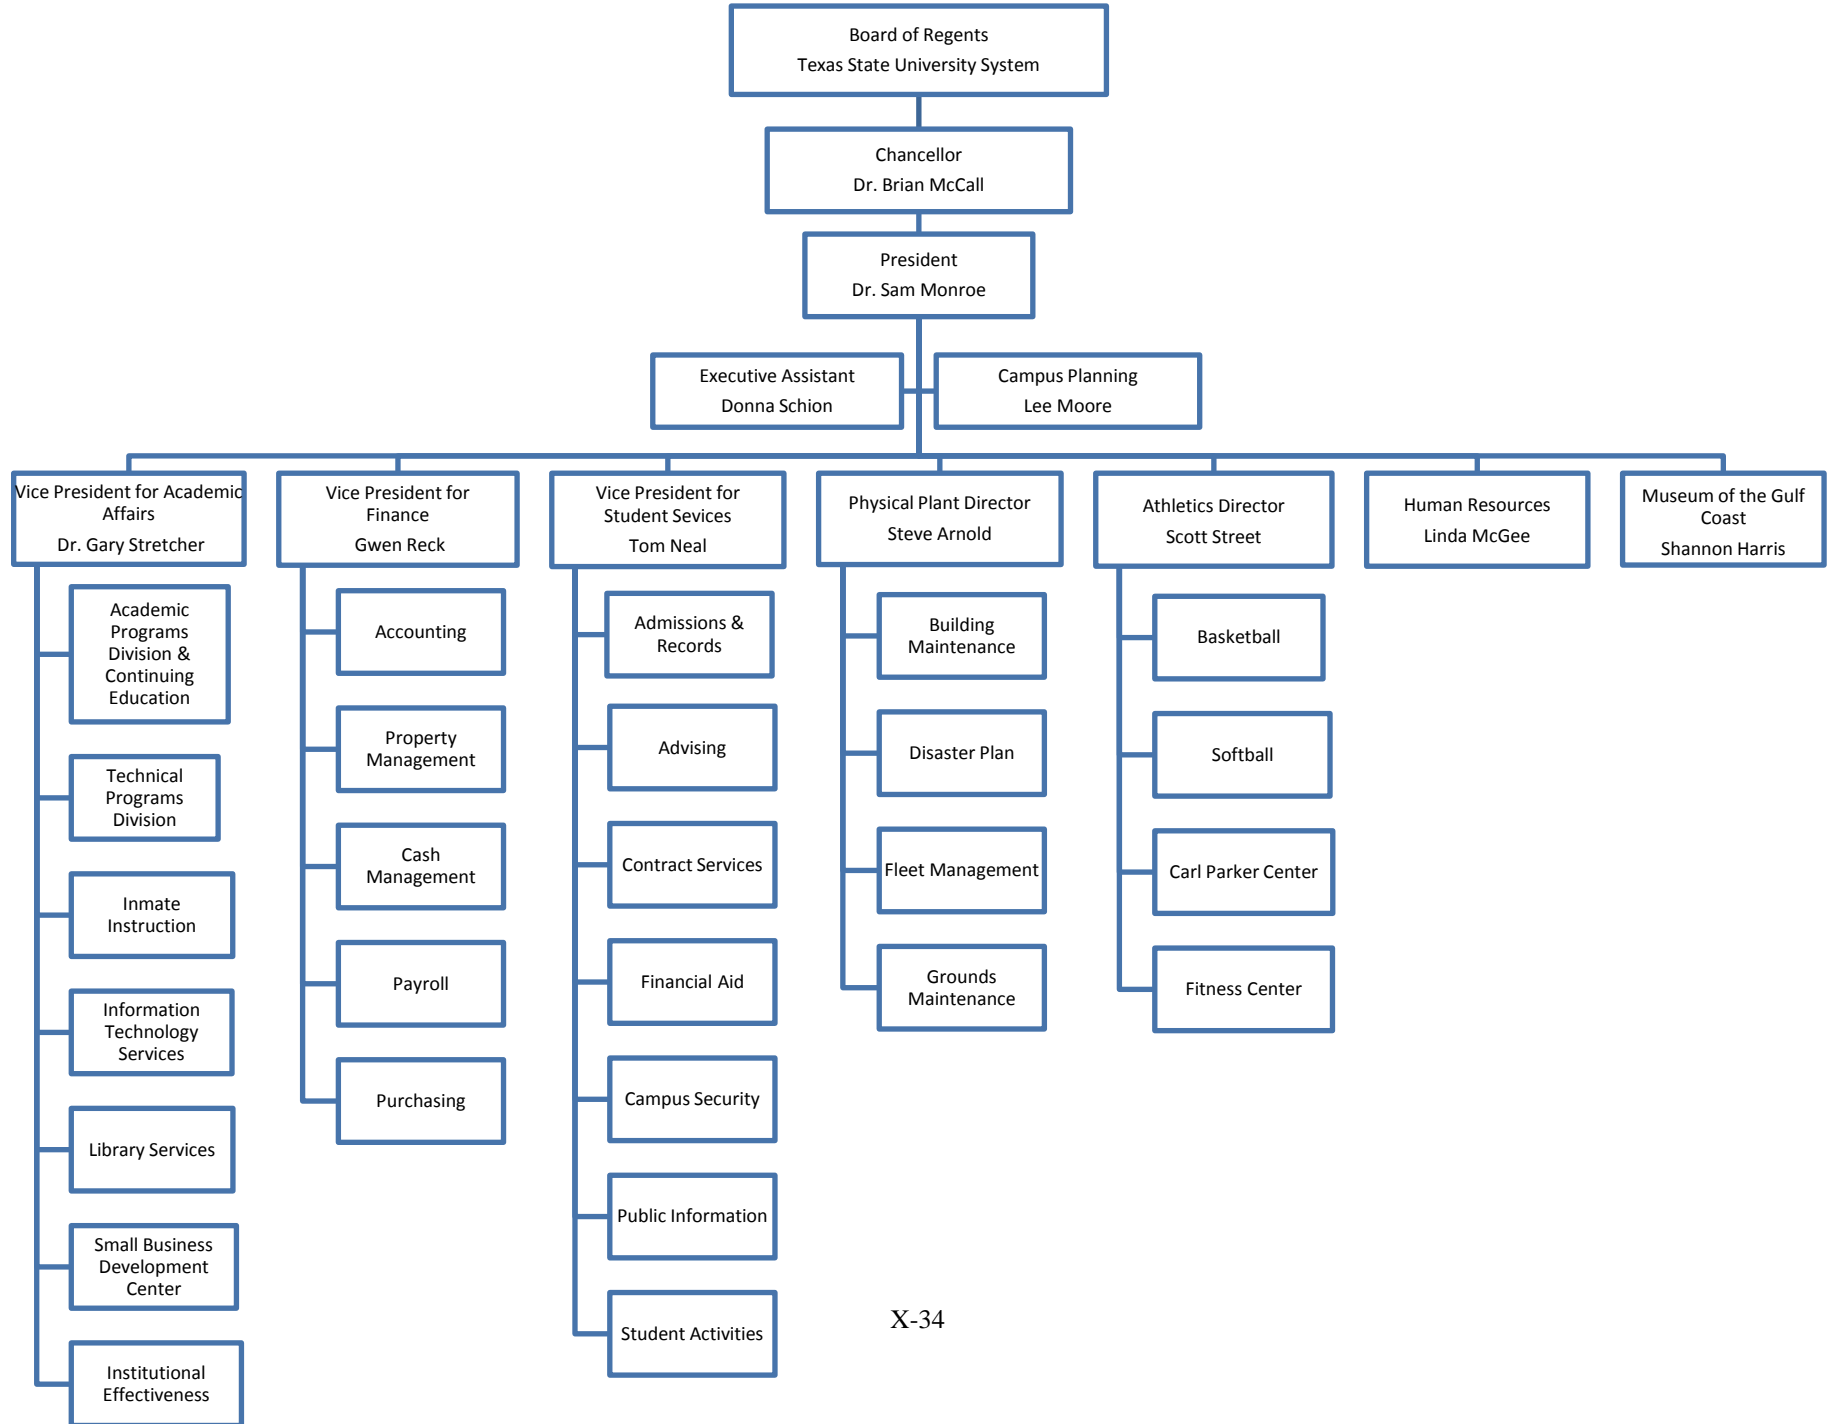 Board of Regents
Texas State University System
Chancellor
Dr. Brian McCall
President
Dr. Sam Monroe
Executive Assistant
Donna Schion
Campus Planning
Lee Moore
Vice President for Academic
Affairs
Dr. Gary Stretcher
Academic
Programs
Division &
Continuing
Education
Technical
Programs
Division
Inmate
Instruction
Information
Technology
Services
Library Services
Small Business
Development
Center
Institutional
Effectiveness
Vice President for
Finance
Gwen Reck
Accounting
Property
Management
Cash
Management
Payroll
Purchasing
Vice President for
Student Sevices
Tom Neal
Admissions &
Records
Advising
Contract Services
Financial Aid
Campus Security
Public Information
Student Activities
Physical Plant Director
Steve Arnold
Building
Maintenance
Disaster Plan
Fleet Management
Grounds
Maintenance
Athletics Director
Scott Street
Basketball
Softball
Carl Parker Center
Fitness Center
Human Resources
Linda McGee
Museum of the Gulf
Coast
Shannon Harris
X-34